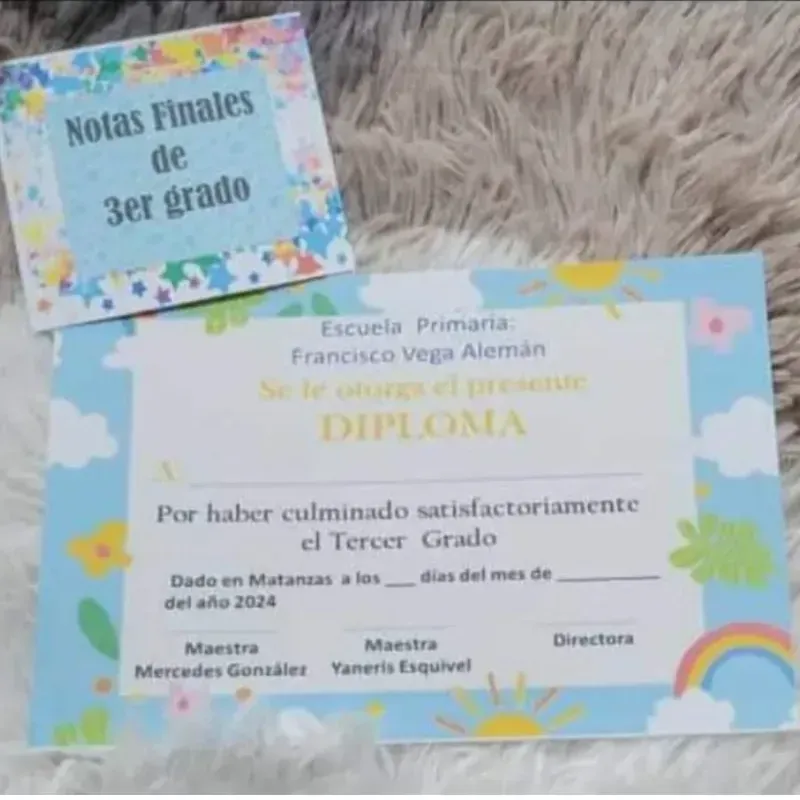 Notas Finales
de
3er grado
Escuela Primaria:
Francisco Vega Alemán
Se le otorga el presente
DIPLOMA
A
Por haber culminado satisfactoriamente
el Tercer Grado
Dado en Matanzas a los ___ días del mes de __________
del año 2024
Maestra Maestra Directora
Mercedes González Yaneris Esquivel